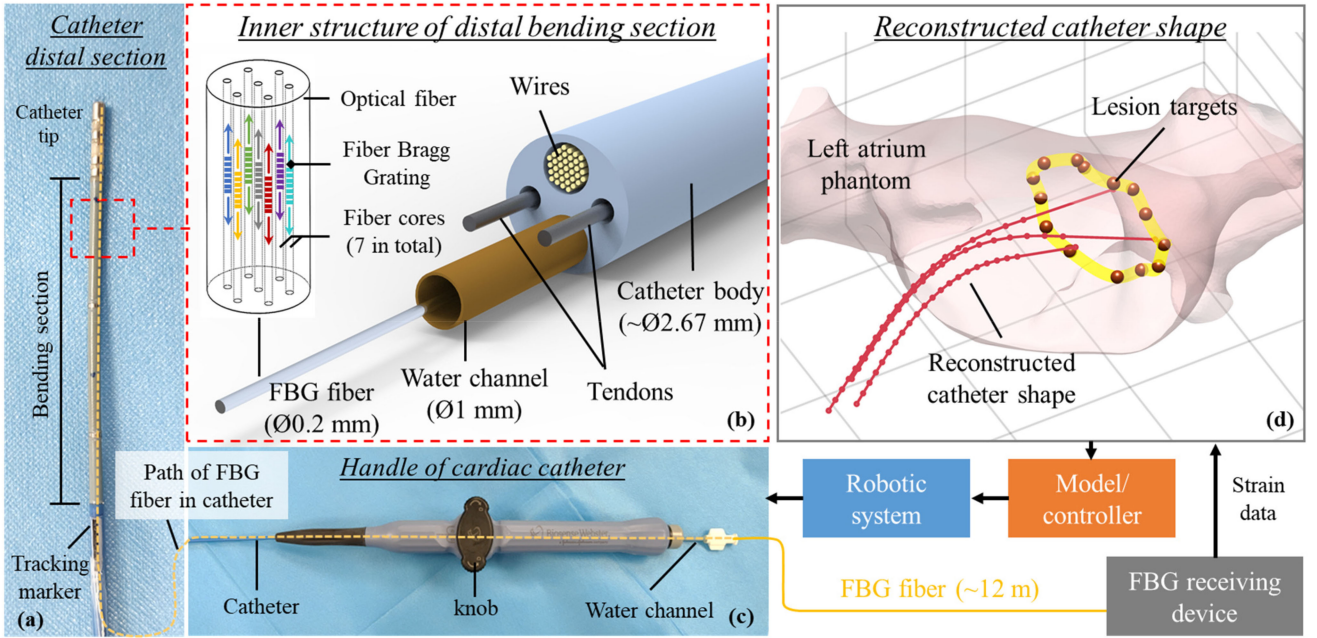 Catheter
distal section
Catheter
tip
Bending section
Tracking
marker
(a)
Path of FBG
fiber in catheter
Inner structure of distal bending section
Optical fiber
Fiber Bragg
Grating
Fiber cores
(7 in total)
Wires
Catheter body
(~Ø2.67 mm)
Tendons
Water channel
(Ø1 mm)
FBG fiber
(Ø0.2 mm)
(b)
Handle of cardiac catheter
Catheter
knob
Water channel
(c)
Reconstructed catheter shape
Lesion targets
Left atrium
phantom
Reconstructed
catheter shape
(d)
Robotic
system
Model/
controller
Strain
data
FBG fiber (~12 m)
FBG receiving
device